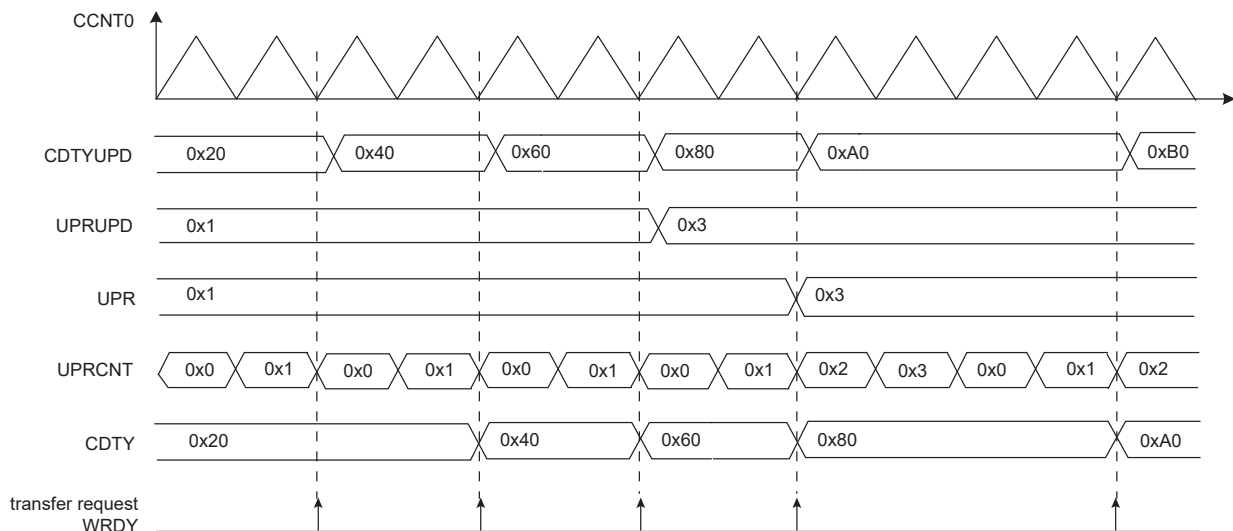 CCNT0
CDTYUPD 0x20 0x40 0x60 0x80 0xA0 0xB0
UPRUPD 0x1 0x3
UPR 0x1 0x3
UPRCNT 0x0 0x1 0x0 0x1 0x0 0x1 0x0 0x1 0x2 0x3 0x0 0x1 0x2
CDTY 0x20 0x40 0x60 0x80 0xA0
transfer request
WRDY